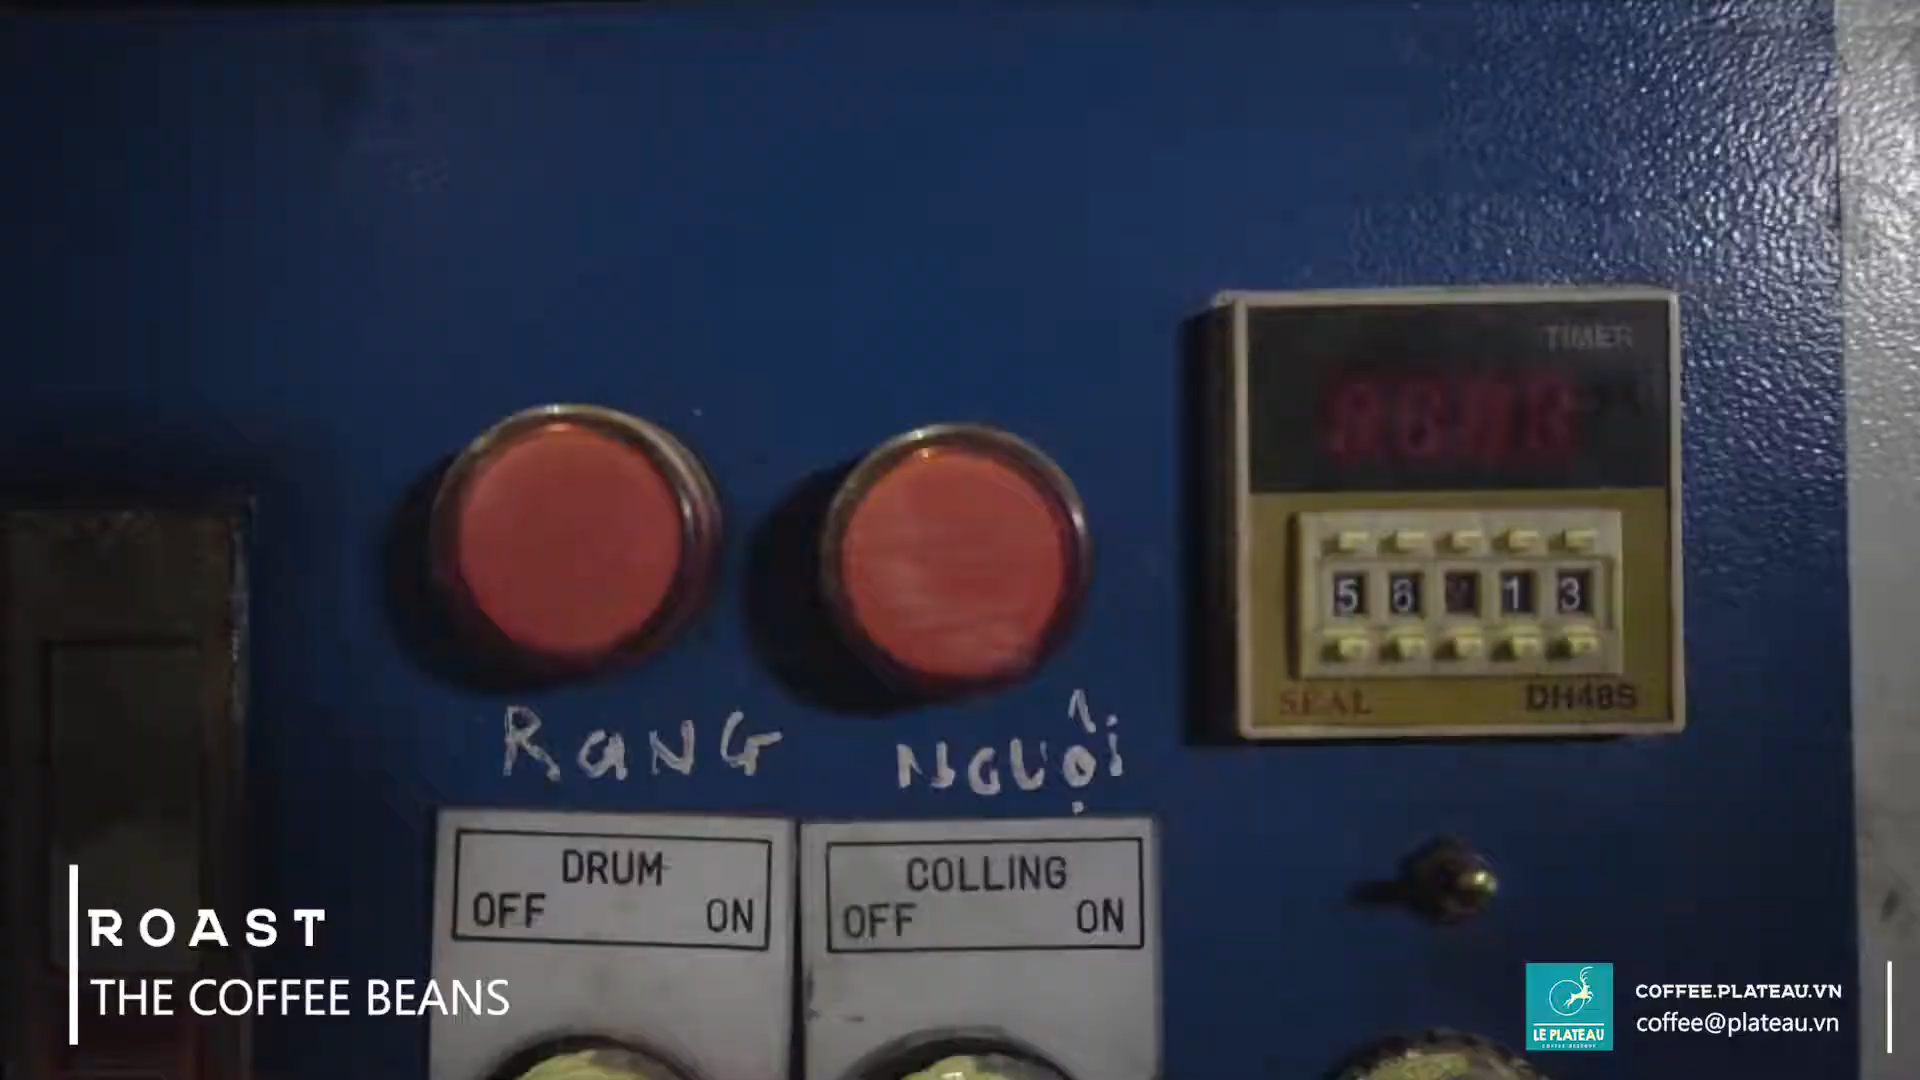 TIMER
5 6 1 3
SEAL
DH48S
RANG
NGUỘI
DRUM
OFF ON
COLLING
OFF ON
ROAST
THE COFFEE BEANS
LE PLATEAU
COFFEE.PLATEAU.VN
coffee@plateau.vn